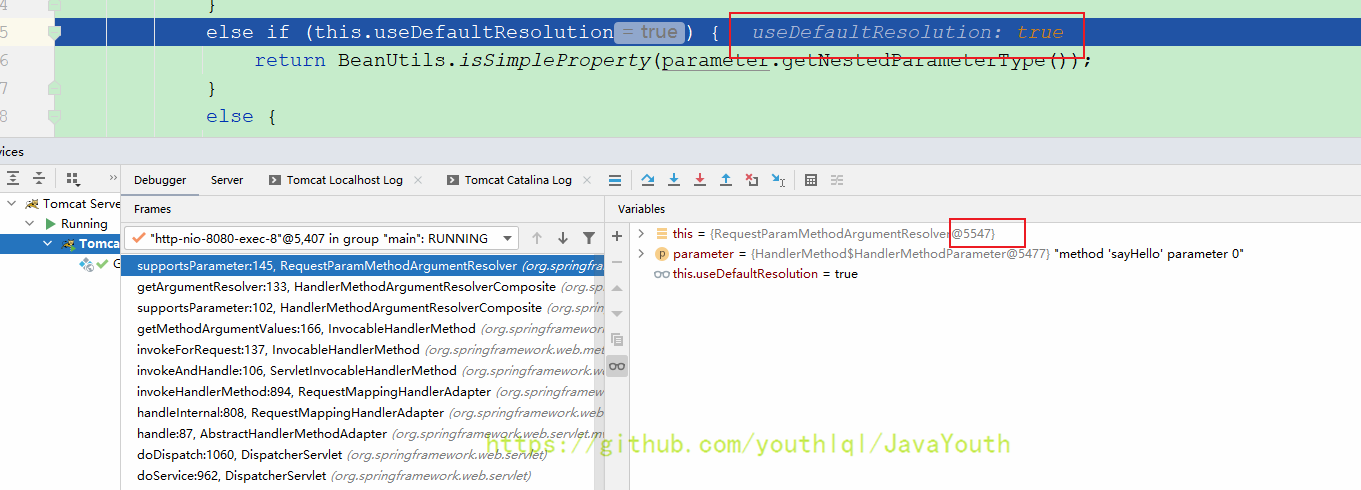 4 }
5 else if (this.useDefaultResolution = true ) { useDefaultResolution: true
6 return BeanUtils.isSimpleProperty(parameter.getNestedParameterType());
7 }
8 else {
vices
Debugger Server Tomcat Localhost Log Tomcat Catalina Log
Tomcat Serve
Running
Tomca
Frames
Variables
"http-nio-8080-exec-8"@5,407 in group "main": RUNNING
supportsParameter:145, RequestParamMethodArgumentResolver (org.springfra
getArgumentResolver:133, HandlerMethodArgumentResolverComposite (org.s
supportsParameter:102, HandlerMethodArgumentResolverComposite (org.spr
getMethodArgumentValues:166, InvocableHandlerMethod (org.springframewo
invokeForRequest:137, InvocableHandlerMethod (org.springframework.web.met
invokeAndHandle:106, ServletInvocableHandlerMethod (org.springframework.
invokeHandlerMethod:894, RequestMappingHandlerAdapter (org.springframew
handleInternal:808, RequestMappingHandlerAdapter (org.springframework.we
handle:87, AbstractHandlerMethodAdapter (org.springframework.web.servlet.m
doDispatch:1060, DispatcherServlet (org.springframework.web.servlet)
doService:962, DispatcherServlet (org.springframework.web.servlet)
this = {RequestParamMethodArgumentResolver@5547}
parameter = {HandlerMethod$HandlerMethodParameter@5477} "method 'sayHello' parameter 0"
this.useDefaultResolution = true
https://github.com/youthlql/JavaYouth